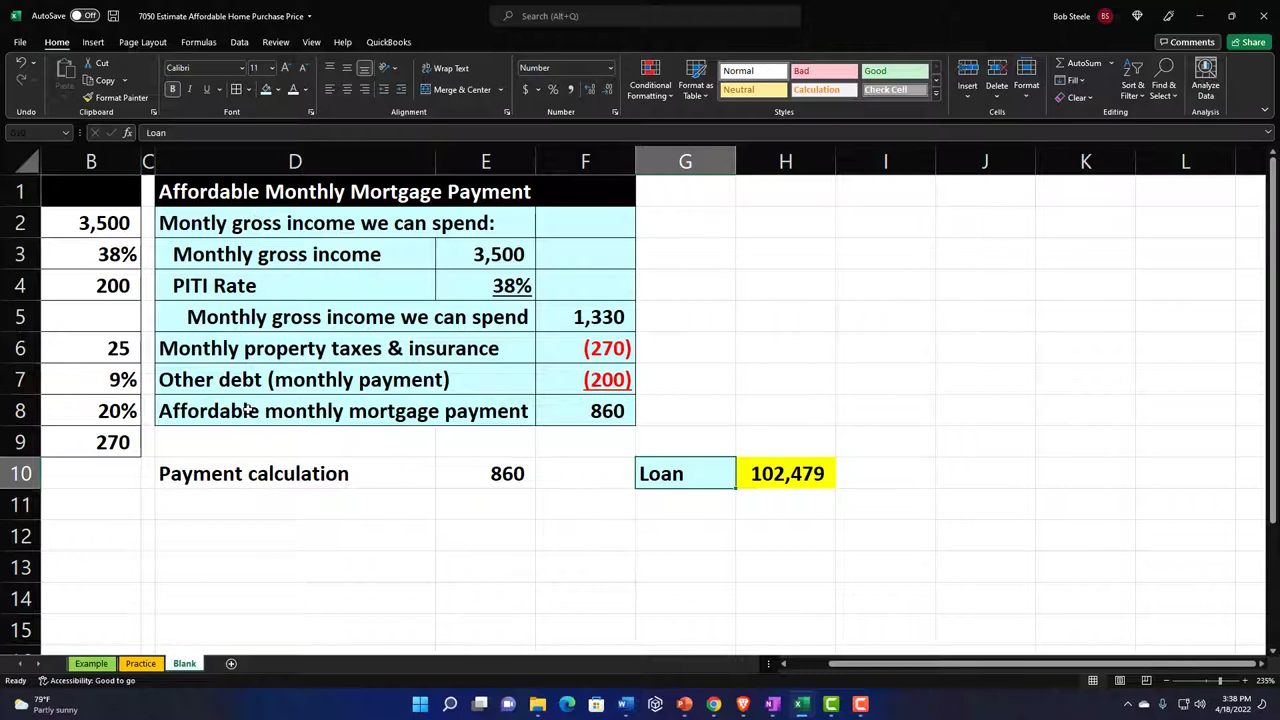 AutoSave Off 7050 Estimate Affordable Home Purchase Price Search (Alt+Q) Bob Steele BS
File Home Insert Page Layout Formulas Data Review View Help QuickBooks Comments Share
Cut Calibri 11 Wrap Text Number Normal Bad Good AutoSum
Copy Fill
Paste Format Painter B I U Merge & Center $ % Conditional Formatting Format as Table Neutral Calculation Check Cell Insert Delete Format Clear Sort & Filter Find & Select Analyze Data
Undo Clipboard Font Alignment Number Styles Cells Editing Analysis
fx Loan
B C D E F G H I J K L
1 Affordable Monthly Mortgage Payment
2 3,500 Montly gross income we can spend:
3 38% Monthly gross income 3,500
4 200 PITI Rate 38%
5 Monthly gross income we can spend 1,330
6 25 Monthly property taxes & insurance (270)
7 9% Other debt (monthly payment) (200)
8 20% Affordable monthly mortgage payment 860
9 270
10 Payment calculation 860 Loan 102,479
11
12
13
14
15
Example Practice Blank
Ready Accessibility: Good to go 235%
79°F
Partly sunny
3:38 PM
4/18/2022